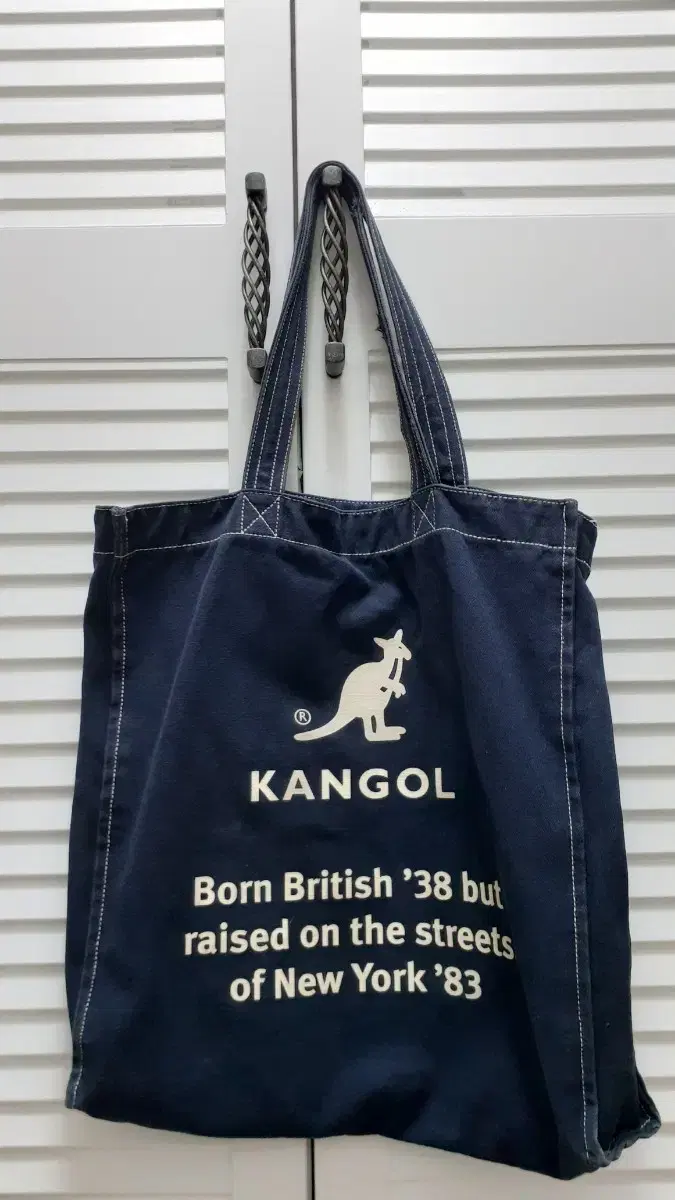 ®
KANGOL
Born British ’38 but
raised on the streets
of New York ’83